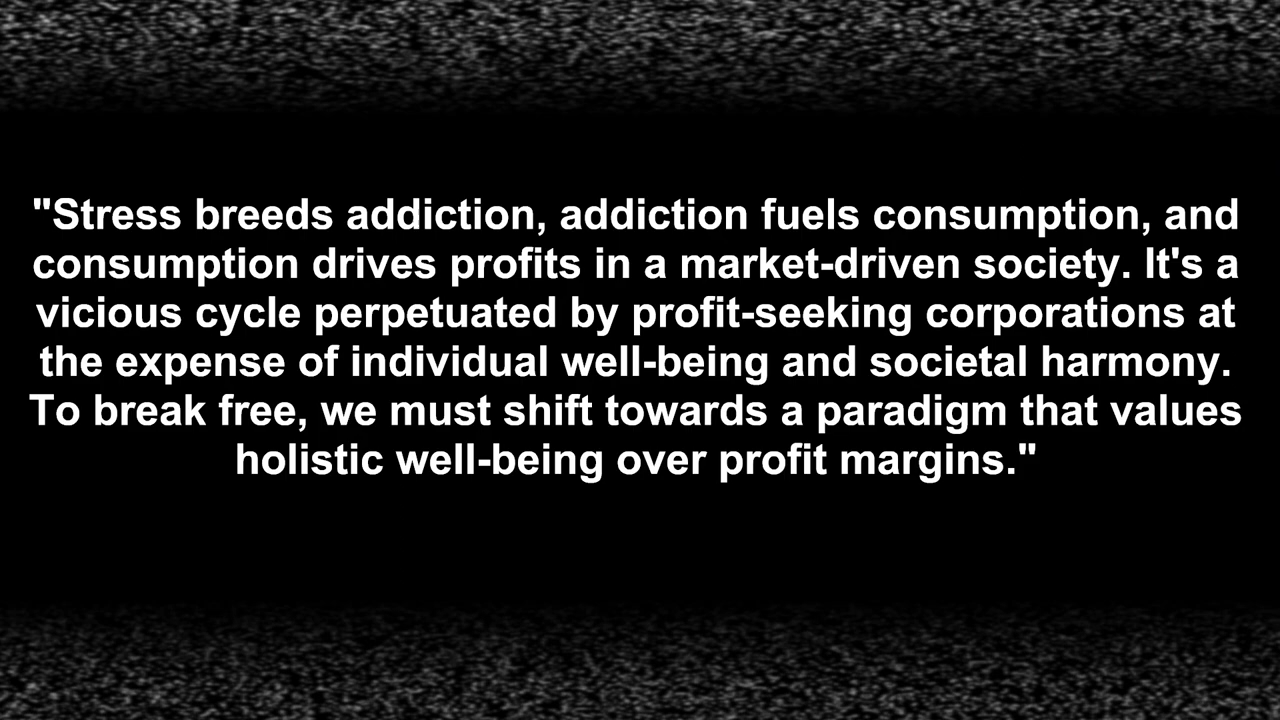 "Stress breeds addiction, addiction fuels consumption, and
consumption drives profits in a market-driven society. It's a
vicious cycle perpetuated by profit-seeking corporations at
the expense of individual well-being and societal harmony.
To break free, we must shift towards a paradigm that values
holistic well-being over profit margins."